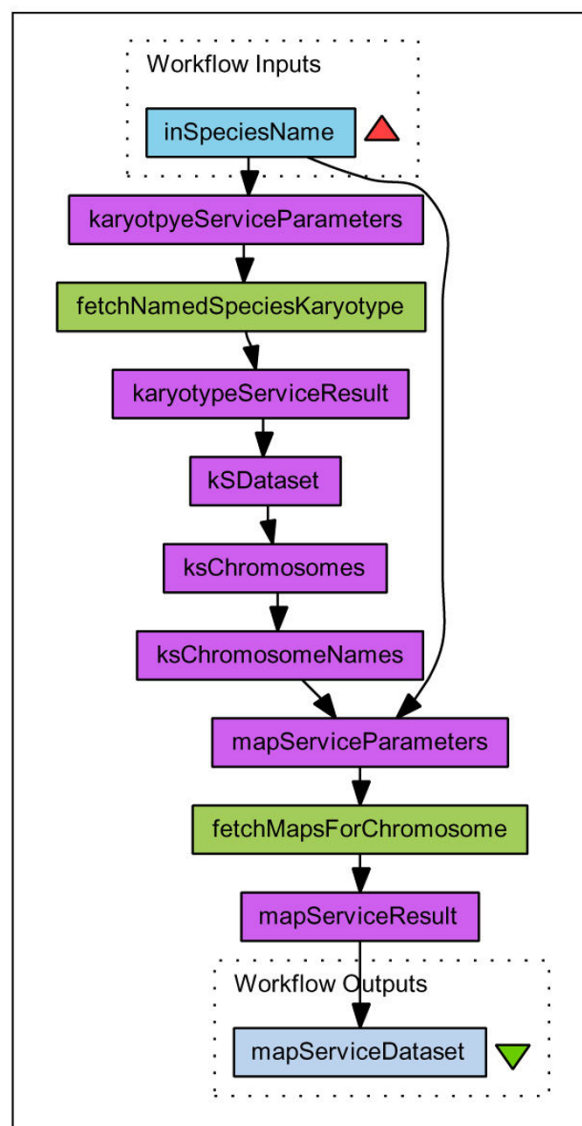 Workflow Inputs
inSpeciesName
karyotpyeServiceParameters
fetchNamedSpeciesKaryotype
karyotypeServiceResult
kSDataset
ksChromosomes
ksChromosomeNames
mapServiceParameters
fetchMapsForChromosome
mapServiceResult
Workflow Outputs
mapServiceDataset